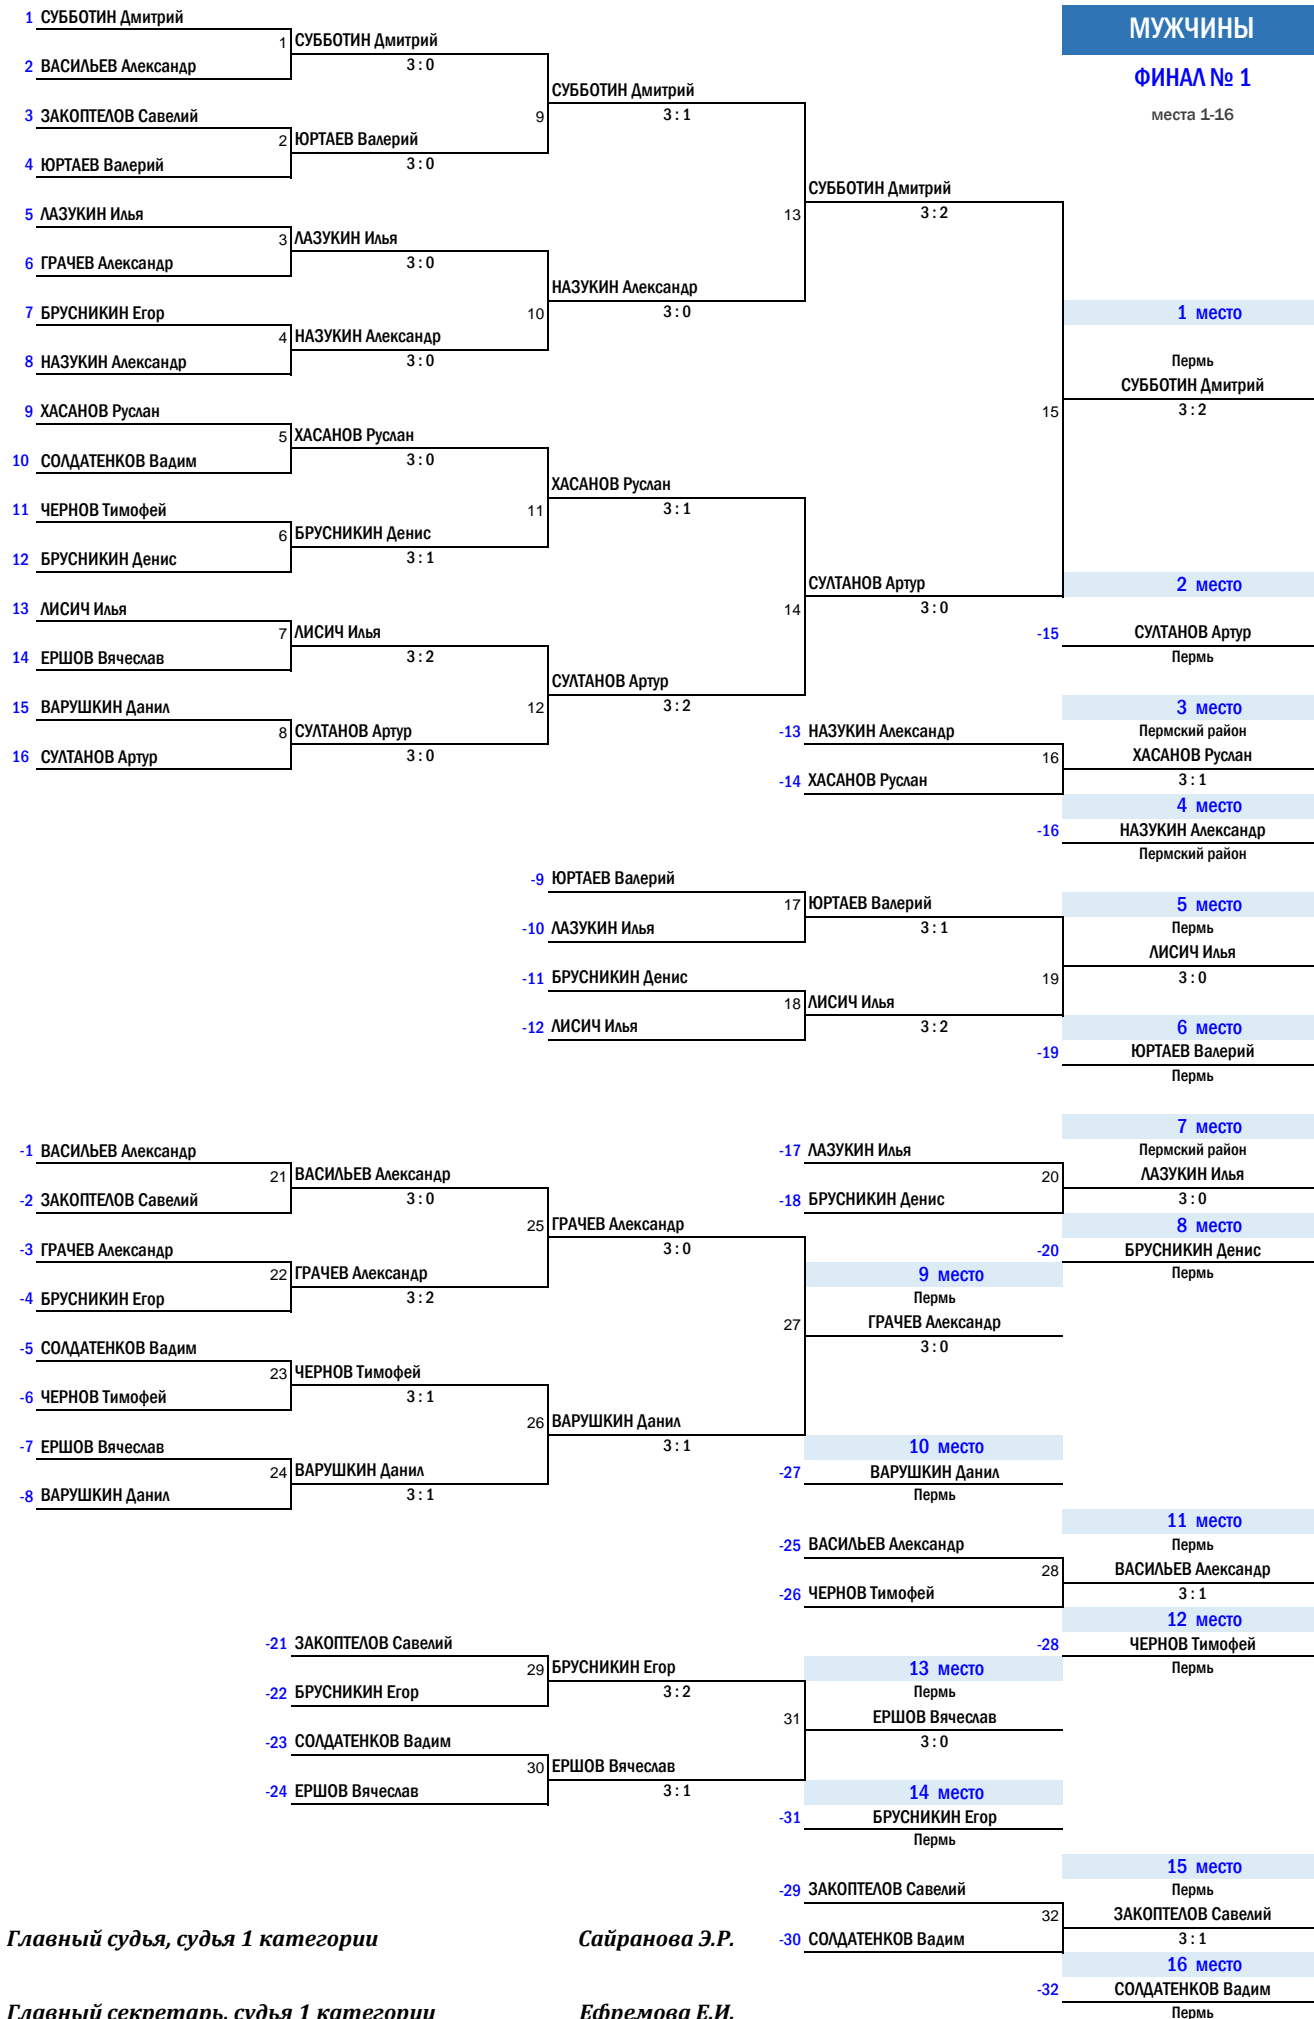 МУЖЧИНЫ
ФИНАЛ № 1
места 1-16
1 СУББОТИН Дмитрий
1 СУББОТИН Дмитрий
2 ВАСИЛЬЕВ Александр
3 : 0
СУББОТИН Дмитрий
3 ЗАКОПТЕЛОВ Савелий
9
3 : 1
2 ЮРТАЕВ Валерий
4 ЮРТАЕВ Валерий
3 : 0
СУББОТИН Дмитрий
5 ЛАЗУКИН Илья
13
3 : 2
3 ЛАЗУКИН Илья
6 ГРАЧЕВ Александр
3 : 0
НАЗУКИН Александр
7 БРУСНИКИН Егор
10
3 : 0
1 место
4 НАЗУКИН Александр
8 НАЗУКИН Александр
3 : 0
Пермь
СУББОТИН Дмитрий
9 ХАСАНОВ Руслан
15
3 : 2
5 ХАСАНОВ Руслан
10 СОЛДАТЕНКОВ Вадим
3 : 0
ХАСАНОВ Руслан
11 ЧЕРНОВ Тимофей
11
3 : 1
6 БРУСНИКИН Денис
12 БРУСНИКИН Денис
3 : 1
СУЛТАНОВ Артур
2 место
13 ЛИСИЧ Илья
14
3 : 0
7 ЛИСИЧ Илья
-15 СУЛТАНОВ Артур
14 ЕРШОВ Вячеслав
3 : 2
Пермь
СУЛТАНОВ Артур
15 ВАРУШКИН Данил
12
3 : 2
3 место
8 СУЛТАНОВ Артур
-13 НАЗУКИН Александр
Пермский район
16 СУЛТАНОВ Артур
3 : 0
16
ХАСАНОВ Руслан
-14 ХАСАНОВ Руслан
3 : 1
4 место
-16 НАЗУКИН Александр
Пермский район
-9 ЮРТАЕВ Валерий
17 ЮРТАЕВ Валерий
5 место
-10 ЛАЗУКИН Илья
3 : 1
Пермь
ЛИСИЧ Илья
-11 БРУСНИКИН Денис
19
3 : 0
18 ЛИСИЧ Илья
-12 ЛИСИЧ Илья
3 : 2
6 место
-19 ЮРТАЕВ Валерий
Пермь
7 место
-1 ВАСИЛЬЕВ Александр
-17 ЛАЗУКИН Илья
Пермский район
21 ВАСИЛЬЕВ Александр
20
ЛАЗУКИН Илья
-2 ЗАКОПТЕЛОВ Савелий
3 : 0
-18 БРУСНИКИН Денис
3 : 0
25 ГРАЧЕВ Александр
8 место
-3 ГРАЧЕВ Александр
3 : 0
-20 БРУСНИКИН Денис
22 ГРАЧЕВ Александр
9 место
Пермь
-4 БРУСНИКИН Егор
3 : 2
Пермь
27
ГРАЧЕВ Александр
-5 СОЛДАТЕНКОВ Вадим
3 : 0
23 ЧЕРНОВ Тимофей
-6 ЧЕРНОВ Тимофей
3 : 1
26 ВАРУШКИН Данил
-7 ЕРШОВ Вячеслав
3 : 1
10 место
24 ВАРУШКИН Данил
-27 ВАРУШКИН Данил
-8 ВАРУШКИН Данил
3 : 1
Пермь
11 место
-25 ВАСИЛЬЕВ Александр
Пермь
28
ВАСИЛЬЕВ Александр
-26 ЧЕРНОВ Тимофей
3 : 1
12 место
-21 ЗАКОПТЕЛОВ Савелий
-28 ЧЕРНОВ Тимофей
29 БРУСНИКИН Егор
13 место
Пермь
-22 БРУСНИКИН Егор
3 : 2
Пермь
31
ЕРШОВ Вячеслав
-23 СОЛДАТЕНКОВ Вадим
3 : 0
30 ЕРШОВ Вячеслав
-24 ЕРШОВ Вячеслав
3 : 1
14 место
-31 БРУСНИКИН Егор
Пермь
15 место
-29 ЗАКОПТЕЛОВ Савелий
Пермь
32
ЗАКОПТЕЛОВ Савелий
Главный судья, судья 1 категории Сайранова Э.Р.
-30 СОЛДАТЕНКОВ Вадим
3 : 1
16 место
-32 СОЛДАТЕНКОВ Вадим
Главный секретарь, судья 1 категории Ефремова Е.И.
Пермь